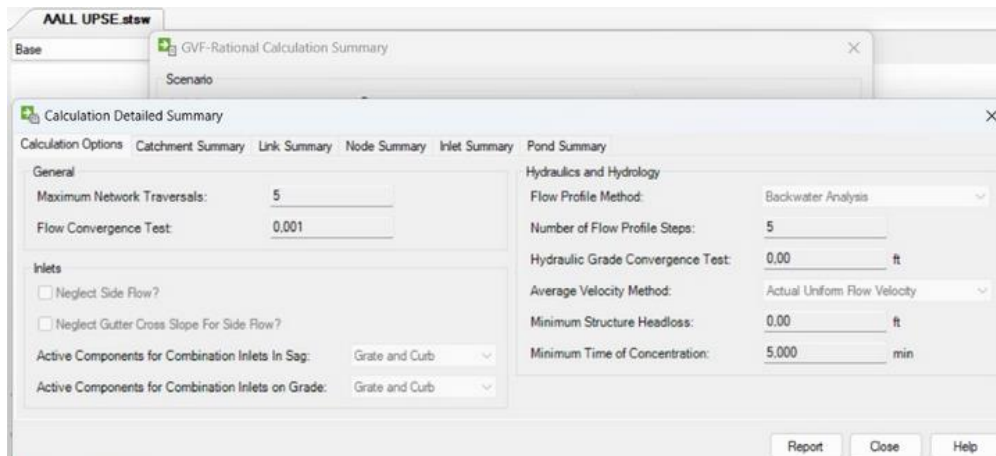 AALL UPSE.stsw
Base
GVF-Rational Calculation Summary
Scenario
Calculation Detailed Summary
Calculation Options Catchment Summary Link Summary Node Summary Inlet Summary Pond Summary
General
Maximum Network Traversals: 5
Flow Convergence Test: 0,001
Inlets
Neglect Side Flow?
Neglect Gutter Cross Slope For Side Flow?
Active Components for Combination Inlets In Sag: Grate and Curb
Active Components for Combination Inlets on Grade: Grate and Curb
Hydraulics and Hydrology
Flow Profile Method: Backwater Analysis
Number of Flow Profile Steps: 5
Hydraulic Grade Convergence Test: 0,00 ft
Average Velocity Method: Actual Uniform Flow Velocity
Minimum Structure Headloss: 0,00 ft
Minimum Time of Concentration: 5,000 min
Report Close Help